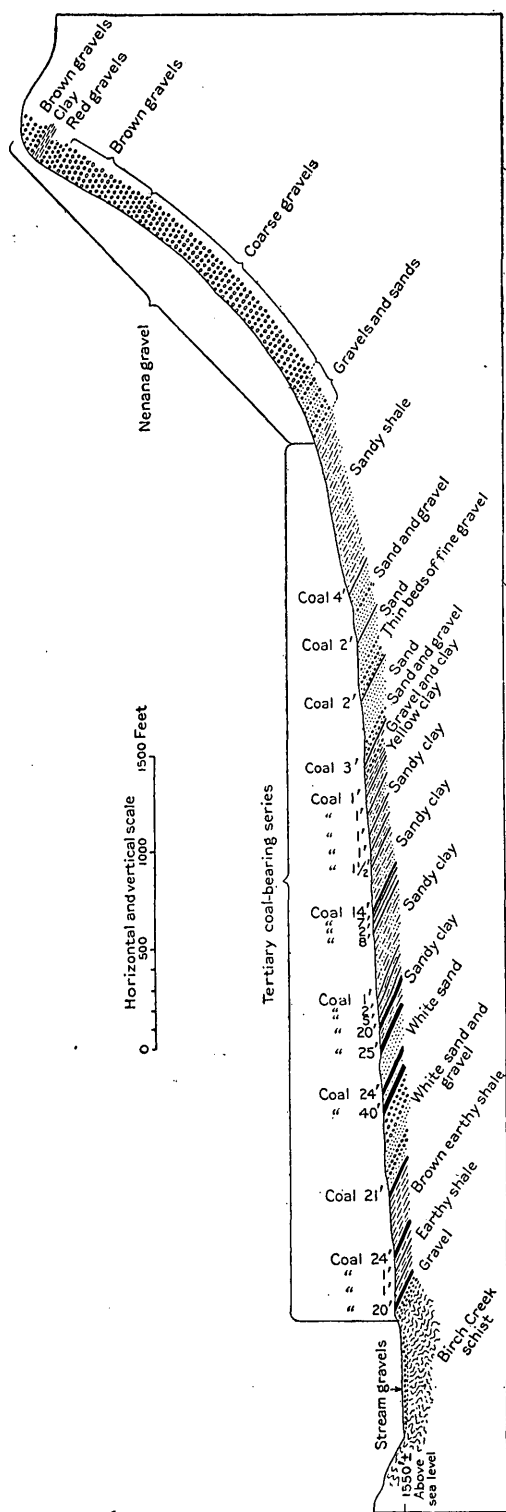 Brown gravels
Clay
Red gravels
Brown gravels
Coarse gravels
Gravels and sands
Nenana gravel
Sandy shale
Sand and gravel
Sand
Thin beds of fine gravel
Sand
Sand and gravel
Gravel and clay
Yellow clay
Sandy clay
Sandy clay
Sandy clay
Sandy clay
White sand
White sand and
gravel
Brown earthy shale
Earthy shale
Gravel
Birch Creek
schist
Horizontal and vertical scale
0 500 1000 1500 Feet
Tertiary coal-bearing series
Coal 4'
Coal 2'
Coal 2'
Coal 3'
Coal 1'
" 1'
" 1'
" 1'
" 1½'
Coal 14'
" 7'
" 2'
" 8'
Coal 1'
" 2'
" 5'
" 20'
" 25'
Coal 24'
" 40'
Coal 21'
Coal 24'
" 1'
" 1'
" 20'
Stream gravels
1550'±
Above
sea level